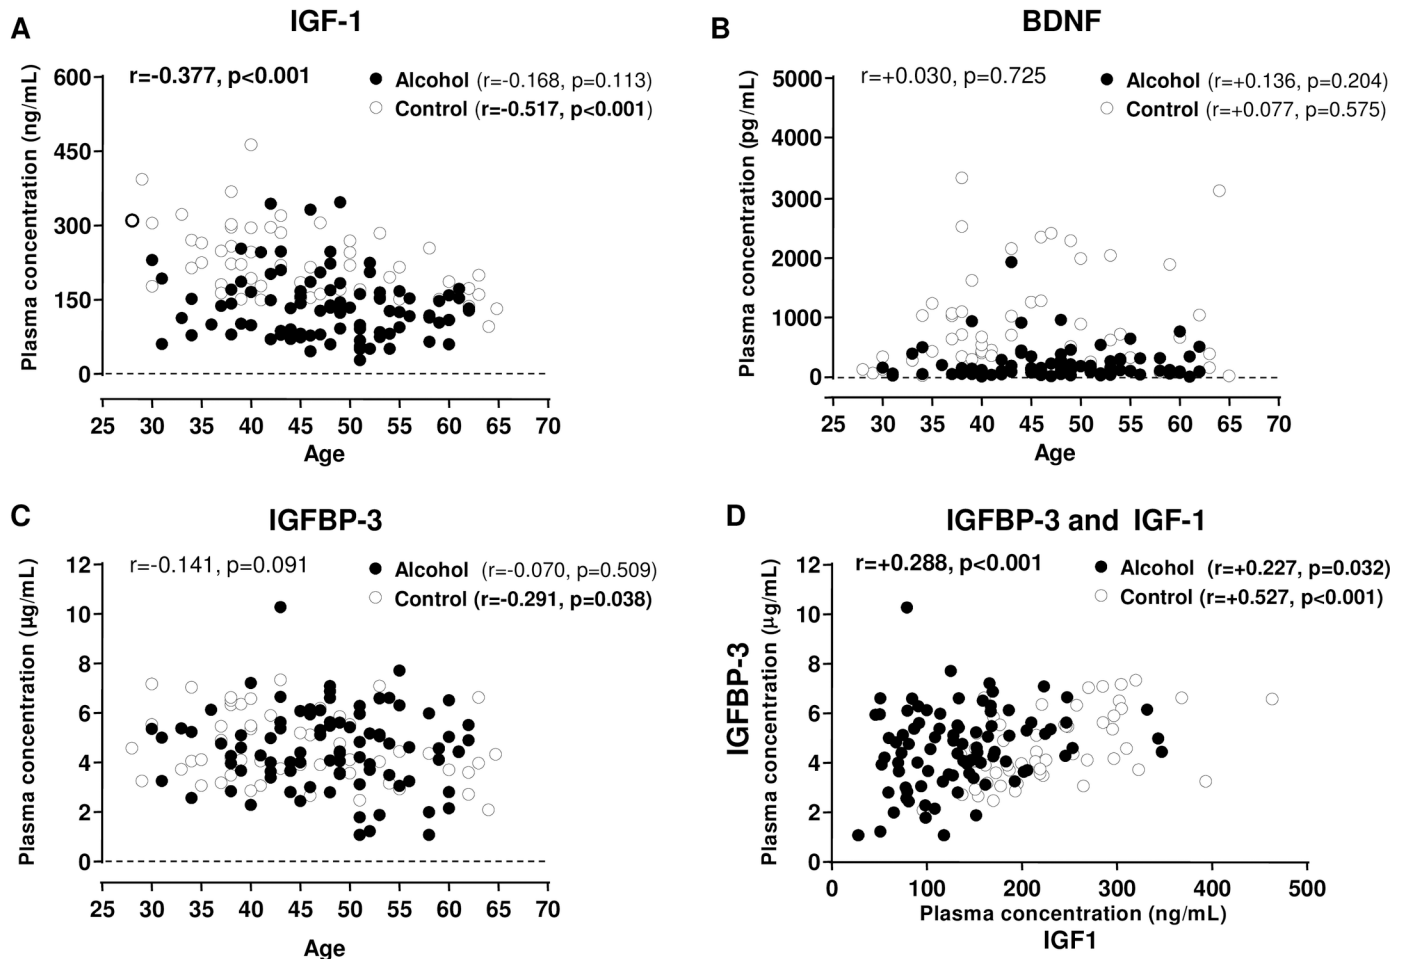 A
IGF-1
r=-0.377, p<0.001
Alcohol (r=-0.168, p=0.113)
Control (r=-0.517, p<0.001)
Plasma concentration (ng/mL)
600
450
300
150
0
25 30 35 40 45 50 55 60 65 70
Age
B
BDNF
r=+0.030, p=0.725
Alcohol (r=+0.136, p=0.204)
Control (r=+0.077, p=0.575)
Plasma concentration (pg/mL)
5000
4000
3000
2000
1000
0
25 30 35 40 45 50 55 60 65 70
Age
C
IGFBP-3
r=-0.141, p=0.091
Alcohol (r=-0.070, p=0.509)
Control (r=-0.291, p=0.038)
Plasma concentration (µg/mL)
12
10
8
6
4
2
0
25 30 35 40 45 50 55 60 65 70
Age
D
IGFBP-3 and IGF-1
r=+0.288, p<0.001
Alcohol (r=+0.227, p=0.032)
Control (r=+0.527, p<0.001)
IGFBP-3
Plasma concentration (µg/mL)
12
10
8
6
4
2
0
0 100 200 300 400 500
Plasma concentration (ng/mL)
IGF1